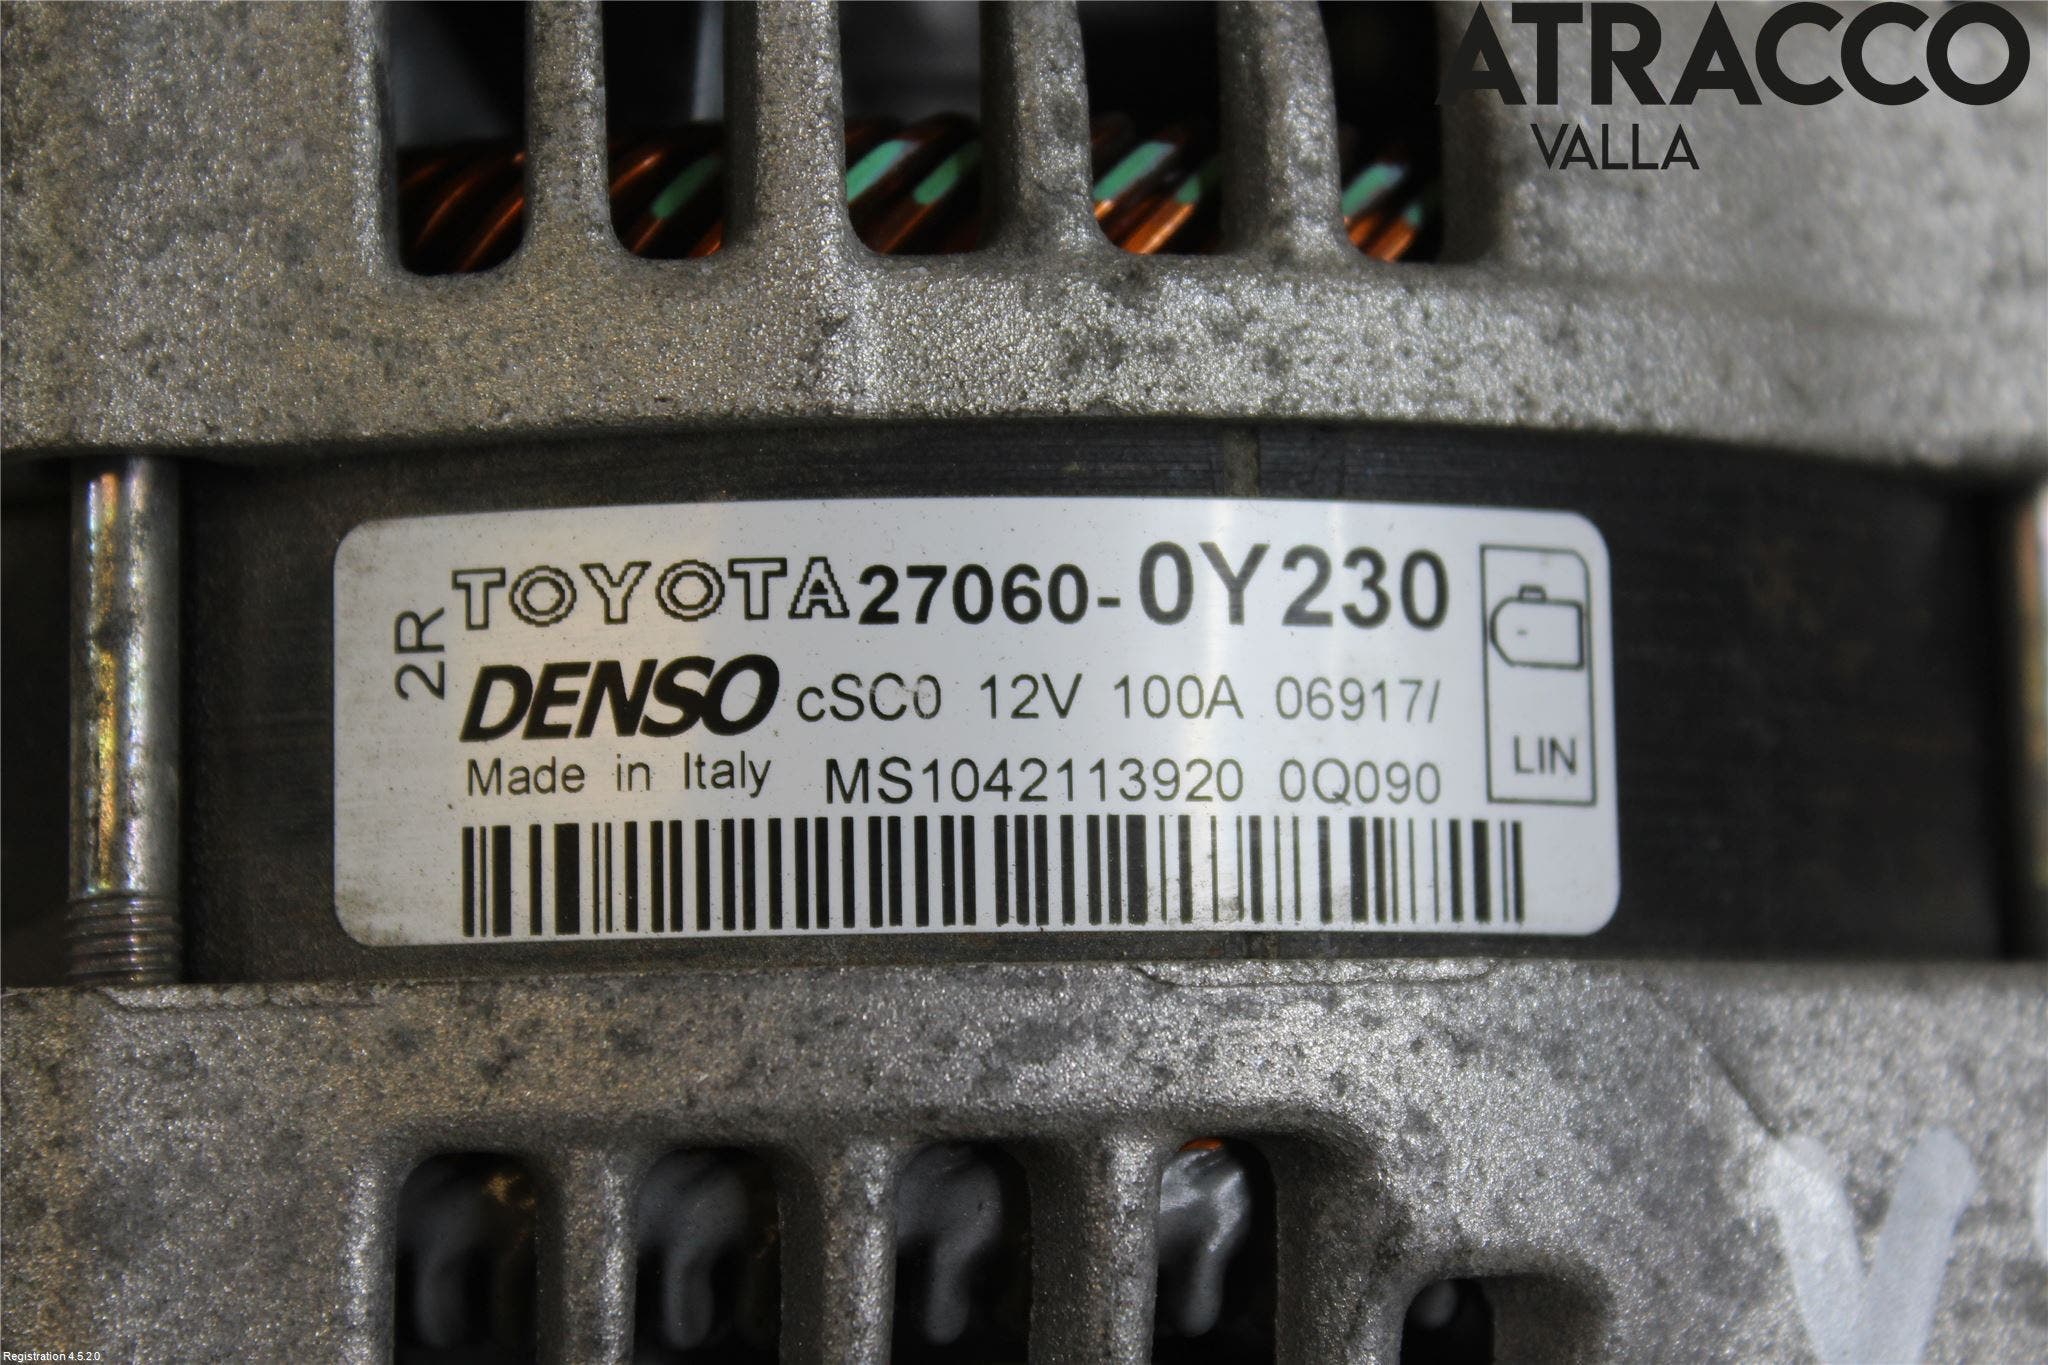 ATRACCO
VALLA
2R
TOYOTA 27060-0Y230
DENSO cSC0 12V 100A 06917/
Made in Italy MS1042113920 0Q090
LIN
Registration 4.5.2.0